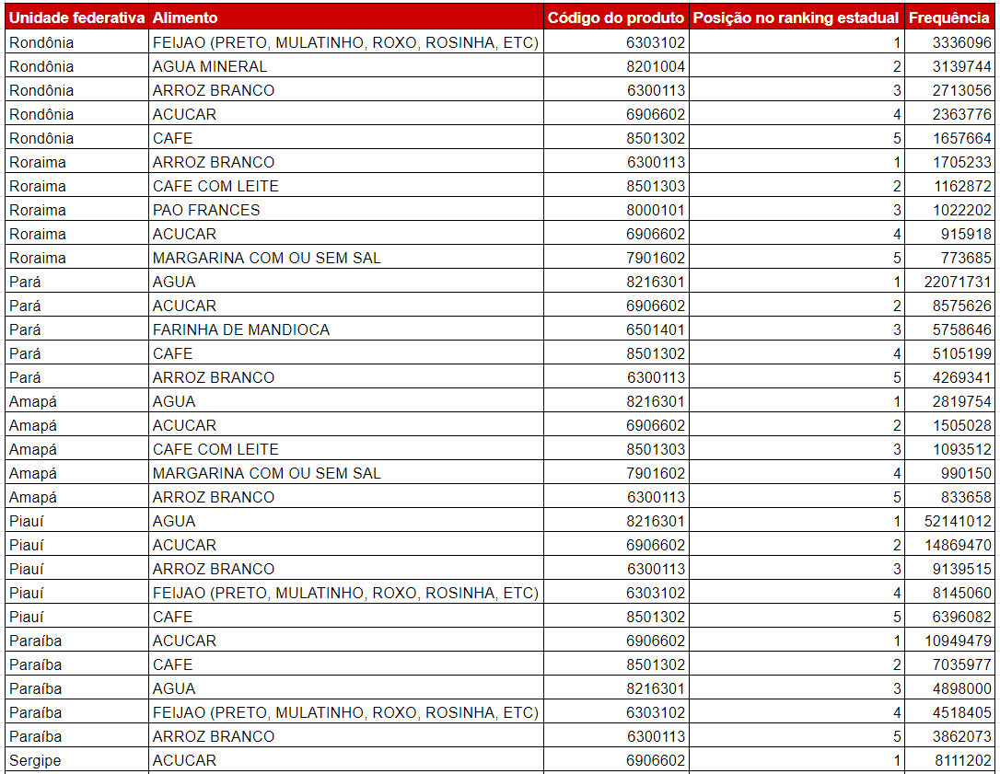 Unidade federativa Alimento Código do produto Posição no ranking estadual Frequência
Rondônia FEIJAO (PRETO, MULATINHO, ROXO, ROSINHA, ETC) 6303102 1 3336096
Rondônia AGUA MINERAL 8201004 2 3139744
Rondônia ARROZ BRANCO 6300113 3 2713056
Rondônia ACUCAR 6906602 4 2363776
Rondônia CAFE 8501302 5 1657664
Roraima ARROZ BRANCO 6300113 1 1705233
Roraima CAFE COM LEITE 8501303 2 1162872
Roraima PAO FRANCES 8000101 3 1022202
Roraima ACUCAR 6906602 4 915918
Roraima MARGARINA COM OU SEM SAL 7901602 5 773685
Pará AGUA 8216301 1 22071731
Pará ACUCAR 6906602 2 8575626
Pará FARINHA DE MANDIOCA 6501401 3 5758646
Pará CAFE 8501302 4 5105199
Pará ARROZ BRANCO 6300113 5 4269341
Amapá AGUA 8216301 1 2819754
Amapá ACUCAR 6906602 2 1505028
Amapá CAFE COM LEITE 8501303 3 1093512
Amapá MARGARINA COM OU SEM SAL 7901602 4 990150
Amapá ARROZ BRANCO 6300113 5 833658
Piauí AGUA 8216301 1 52141012
Piauí ACUCAR 6906602 2 14869470
Piauí ARROZ BRANCO 6300113 3 9139515
Piauí FEIJAO (PRETO, MULATINHO, ROXO, ROSINHA, ETC) 6303102 4 8145060
Piauí CAFE 8501302 5 6396082
Paraíba ACUCAR 6906602 1 10949479
Paraíba CAFE 8501302 2 7035977
Paraíba AGUA 8216301 3 4898000
Paraíba FEIJAO (PRETO, MULATINHO, ROXO, ROSINHA, ETC) 6303102 4 4518405
Paraíba ARROZ BRANCO 6300113 5 3862073
Sergipe ACUCAR 6906602 1 8111202